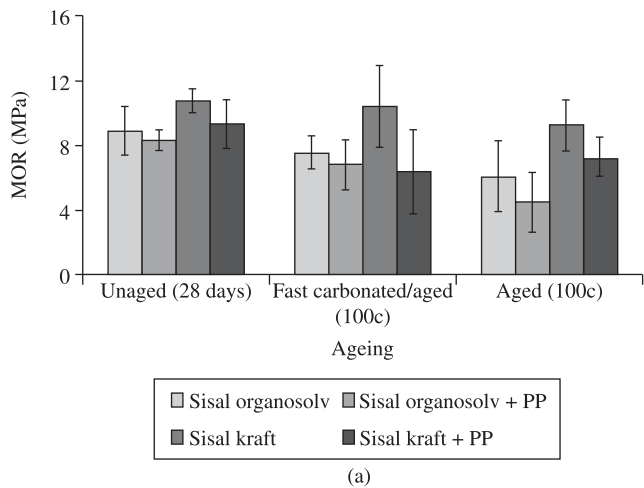 16
12
8
4
0
MOR (MPa)
Unaged (28 days)
Fast carbonated/aged
(100c)
Aged (100c)
Ageing
Sisal organosolv
Sisal organosolv + PP
Sisal kraft
Sisal kraft + PP
(a)